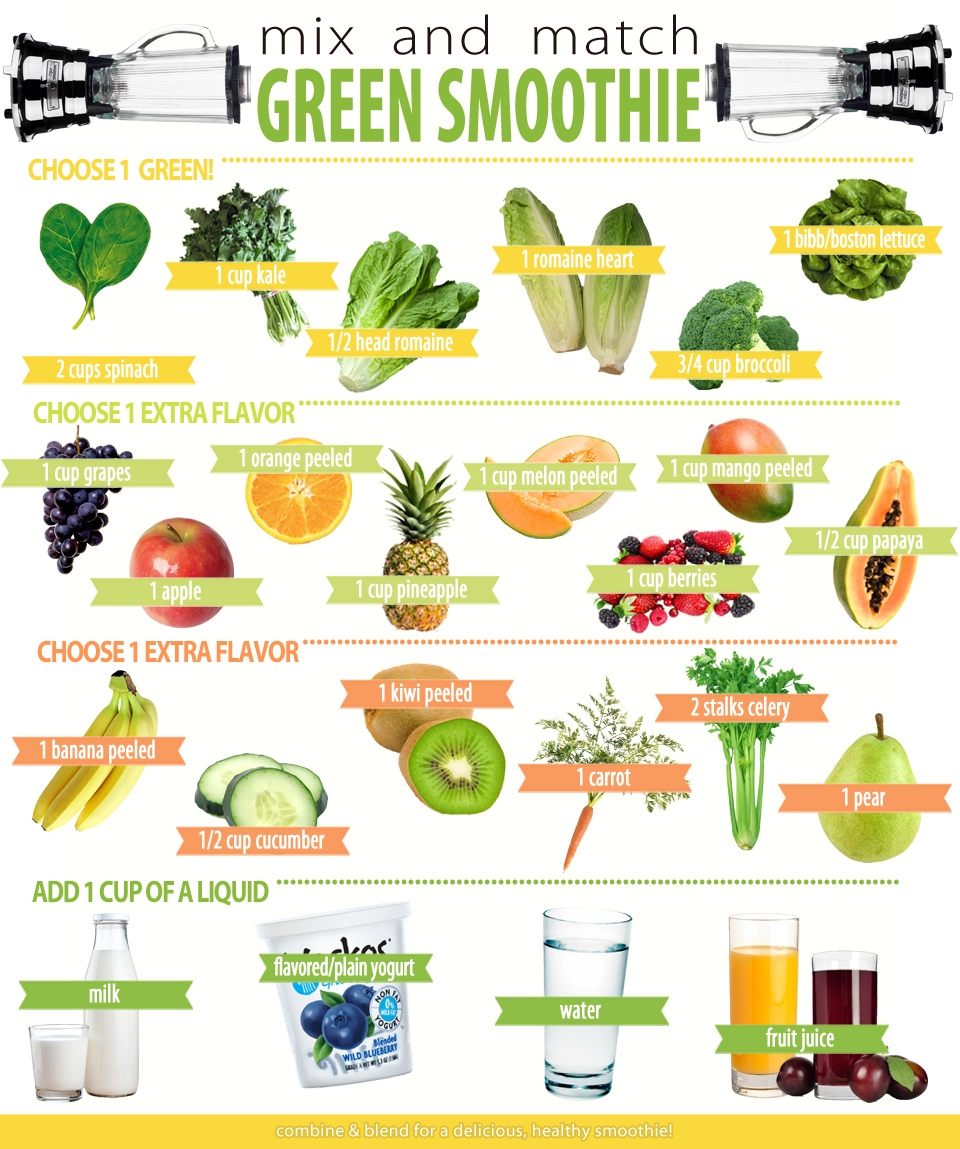 mix and match
GREEN SMOOTHIE
CHOOSE 1 GREEN!
1 bibb/boston lettuce
1 romaine heart
1 cup kale
1/2 head romaine
3/4 cup broccoli
2 cups spinach
CHOOSE 1 EXTRA FLAVOR
1 cup grapes
1 orange peeled
1 cup melon peeled
1 cup mango peeled
1/2 cup papaya
1 apple
1 cup pineapple
1 cup berries
CHOOSE 1 EXTRA FLAVOR
1 banana peeled
1 kiwi peeled
2 stalks celery
1 carrot
1 pear
1/2 cup cucumber
ADD 1 CUP OF A LIQUID
milk
flavored/plain yogurt
NON FAT
0%
MILK FAT
YOGURT
Blended
WILD BLUEBERRY
water
fruit juice
combine & blend for a delicious, healthy smoothie!